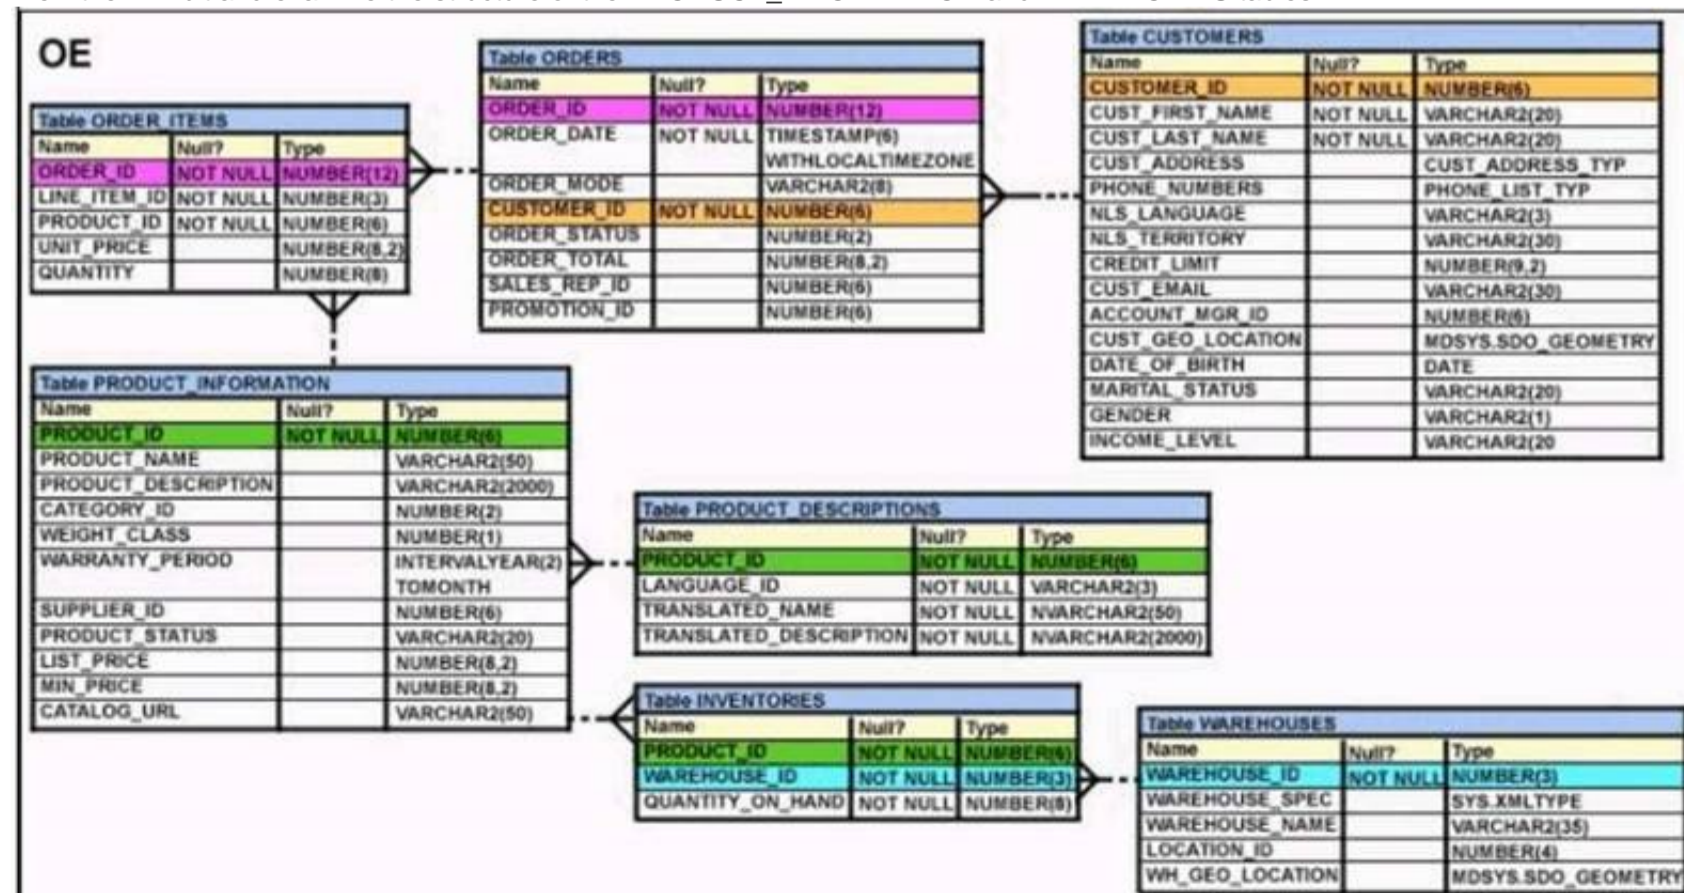 OE
Table ORDER_ITEMS
Name Null? Type
ORDER_ID NOT NULL NUMBER(12)
LINE_ITEM_ID NOT NULL NUMBER(3)
PRODUCT_ID NOT NULL NUMBER(6)
UNIT_PRICE NUMBER(8,2)
QUANTITY NUMBER(8)
Table ORDERS
Name Null? Type
ORDER_ID NOT NULL NUMBER(12)
ORDER_DATE NOT NULL TIMESTAMP(6)
WITHLOCALTIMEZONE
ORDER_MODE VARCHAR2(8)
CUSTOMER_ID NOT NULL NUMBER(6)
ORDER_STATUS NUMBER(2)
ORDER_TOTAL NUMBER(8,2)
SALES_REP_ID NUMBER(6)
PROMOTION_ID NUMBER(6)
Table CUSTOMERS
Name Null? Type
CUSTOMER_ID NOT NULL NUMBER(6)
CUST_FIRST_NAME NOT NULL VARCHAR2(20)
CUST_LAST_NAME NOT NULL VARCHAR2(20)
CUST_ADDRESS CUST_ADDRESS_TYP
PHONE_NUMBERS PHONE_LIST_TYP
NLS_LANGUAGE VARCHAR2(3)
NLS_TERRITORY VARCHAR2(30)
CREDIT_LIMIT NUMBER(9,2)
CUST_EMAIL VARCHAR2(30)
ACCOUNT_MGR_ID NUMBER(6)
CUST_GEO_LOCATION MDSYS.SDO_GEOMETRY
DATE_OF_BIRTH DATE
MARITAL_STATUS VARCHAR2(20)
GENDER VARCHAR2(1)
INCOME_LEVEL VARCHAR2(20
Table PRODUCT_INFORMATION
Name Null? Type
PRODUCT_ID NOT NULL NUMBER(6)
PRODUCT_NAME VARCHAR2(50)
PRODUCT_DESCRIPTION VARCHAR2(2000)
CATEGORY_ID NUMBER(2)
WEIGHT_CLASS NUMBER(1)
WARRANTY_PERIOD INTERVALYEAR(2)
TOMONTH
SUPPLIER_ID NUMBER(6)
PRODUCT_STATUS VARCHAR2(20)
LIST_PRICE NUMBER(8,2)
MIN_PRICE NUMBER(8,2)
CATALOG_URL VARCHAR2(50)
Table PRODUCT_DESCRIPTIONS
Name Null? Type
PRODUCT_ID NOT NULL NUMBER(6)
LANGUAGE_ID NOT NULL VARCHAR2(3)
TRANSLATED_NAME NOT NULL NVARCHAR2(50)
TRANSLATED_DESCRIPTION NOT NULL NVARCHAR2(2000)
Table INVENTORIES
Name Null? Type
PRODUCT_ID NOT NULL NUMBER(6)
WAREHOUSE_ID NOT NULL NUMBER(3)
QUANTITY_ON_HAND NOT NULL NUMBER(8)
Table WAREHOUSES
Name Null? Type
WAREHOUSE_ID NOT NULL NUMBER(3)
WAREHOUSE_SPEC SYS.XMLTYPE
WAREHOUSE_NAME VARCHAR2(35)
LOCATION_ID NUMBER(4)
WH_GEO_LOCATION MDSYS.SDO_GEOMETRY